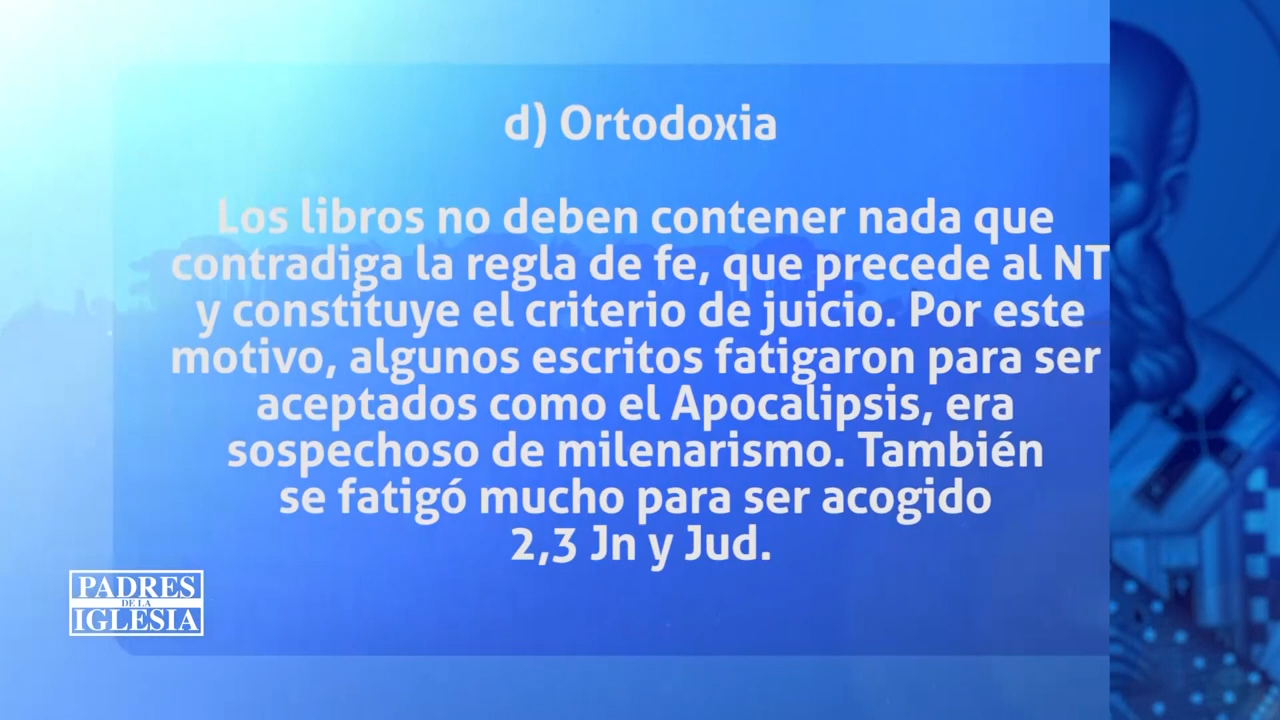 d) Ortodoxia
Los libros no deben contener nada que
contradiga la regla de fe, que precede al NT
y constituye el criterio de juicio. Por este
motivo, algunos escritos fatigaron para ser
aceptados como el Apocalipsis, era
sospechoso de milenarismo. También
se fatigó mucho para ser acogido
2,3 Jn y Jud.
PADRES
DE LA
IGLESIA